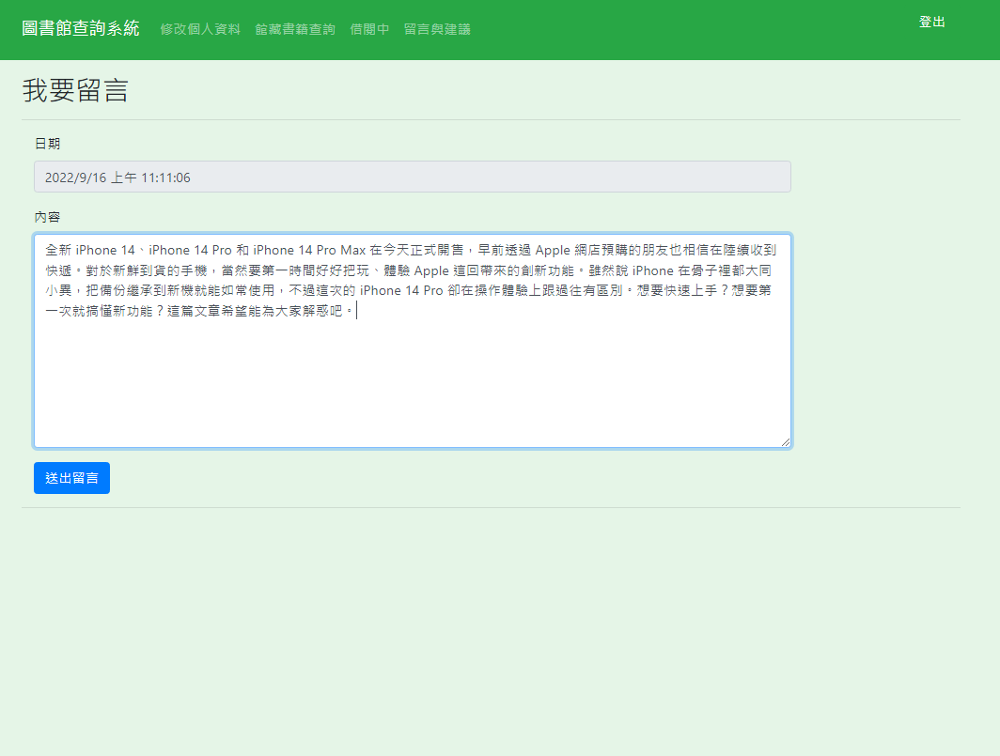 圖書館查詢系統 修改個人資料 館藏書籍查詢 借閱中 留言與建議 登出
我要留言
日期
2022/9/16 上午 11:11:06
內容
全新 iPhone 14、iPhone 14 Pro 和 iPhone 14 Pro Max 在今天正式開售，早前透過 Apple 網店預購的朋友也相信在陸續收到
快遞。對於新鮮到貨的手機，當然要第一時間好好把玩、體驗 Apple 這回帶來的創新功能。雖然說 iPhone 在骨子裡都大同
小異，把備份繼承到新機就能如常使用，不過這次的 iPhone 14 Pro 卻在操作體驗上跟過往有區別。想要快速上手？想要第
一次就搞懂新功能？這篇文章希望能為大家解惑吧。
送出留言